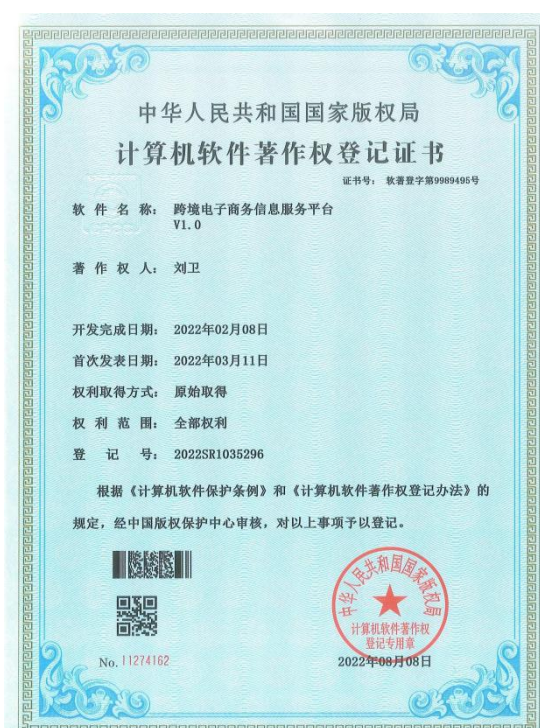 中华人民共和国国家版权局
计算机软件著作权登记证书
证书号： 软著登字第9989495号
软 件 名 称： 跨境电子商务信息服务平台
V1.0
著 作 权 人： 刘卫
开发完成日期： 2022年02月08日
首次发表日期： 2022年03月11日
权利取得方式： 原始取得
权 利 范 围： 全部权利
登 记 号： 2022SR1035296
根据《计算机软件保护条例》和《计算机软件著作权登记办法》的
规定，经中国版权保护中心审核，对以上事项予以登记。
中华人民共和国国家版权局
计算机软件著作权
登记专用章
No. 11274162
2022年08月08日